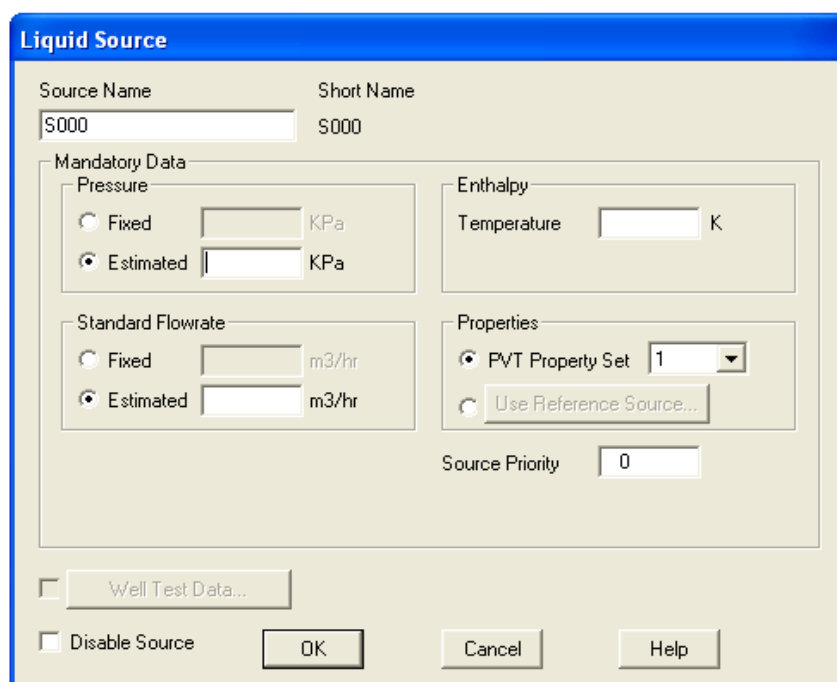 Liquid Source
Source Name Short Name
S000 S000
Mandatory Data
Pressure
Fixed KPa
Estimated KPa
Enthalpy
Temperature K
Standard Flowrate
Fixed m3/hr
Estimated m3/hr
Properties
PVT Property Set 1
Use Reference Source...
Source Priority 0
Well Test Data...
Disable Source OK Cancel Help